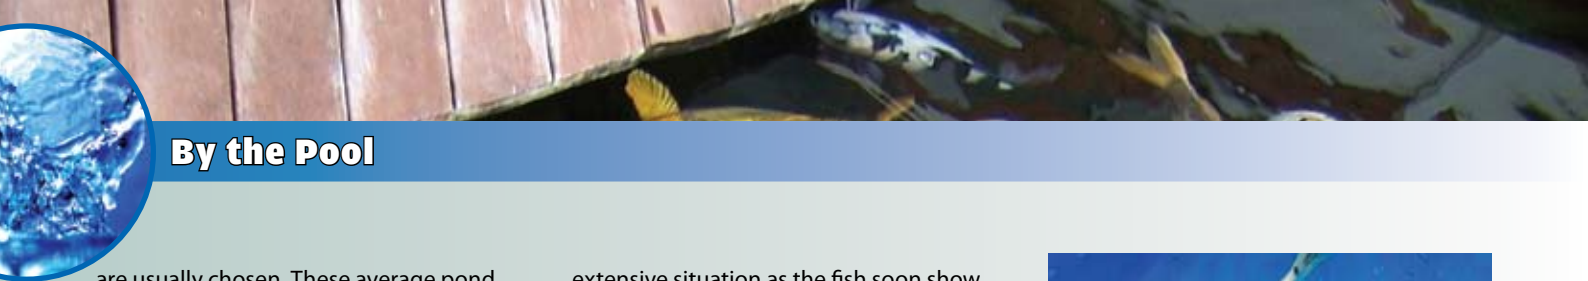 By the Pool
are usually chosen. These average pond
extensive situation as the fish soon show